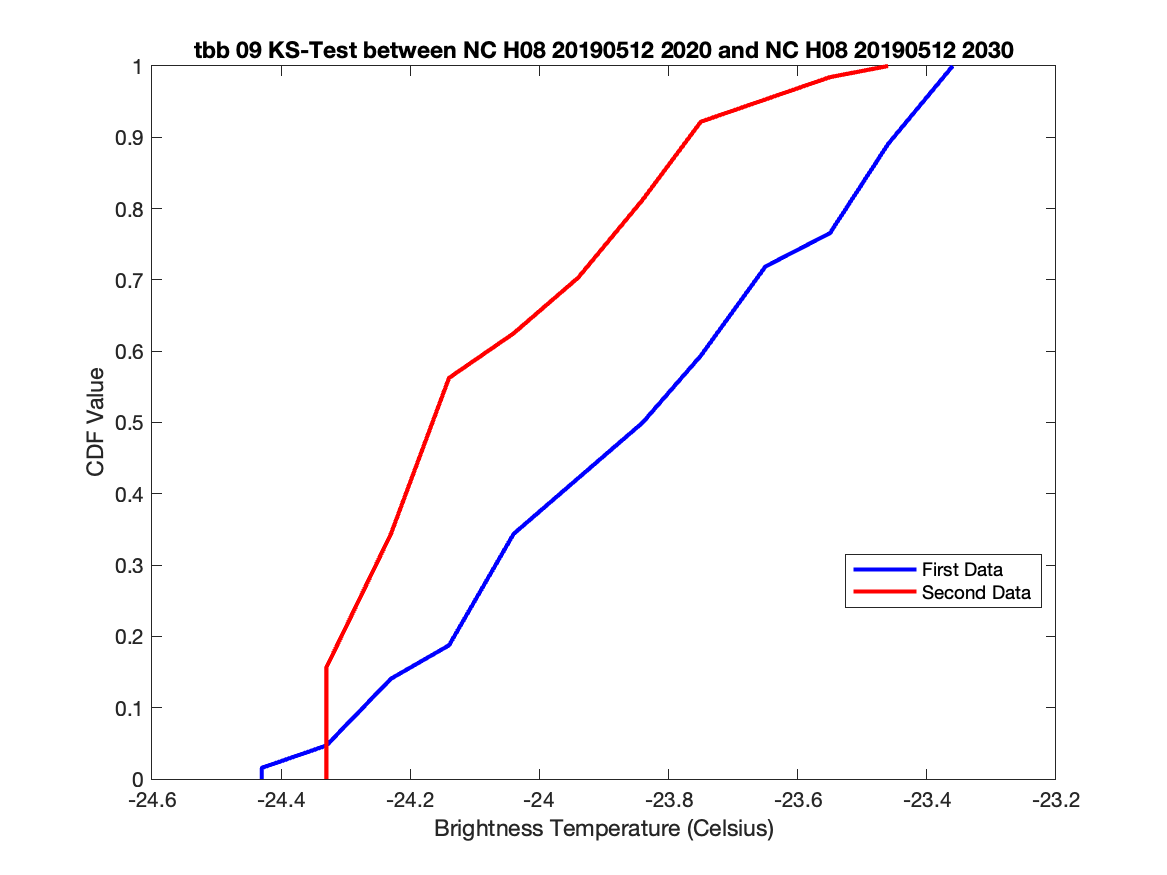 tbb 09 KS-Test between NC H08 20190512 2020 and NC H08 20190512 2030
1
0.9
0.8
0.7
0.6
0.5
0.4
0.3
0.2
0.1
0
CDF Value
First Data
Second Data
-24.6 -24.4 -24.2 -24 -23.8 -23.6 -23.4 -23.2
Brightness Temperature (Celsius)